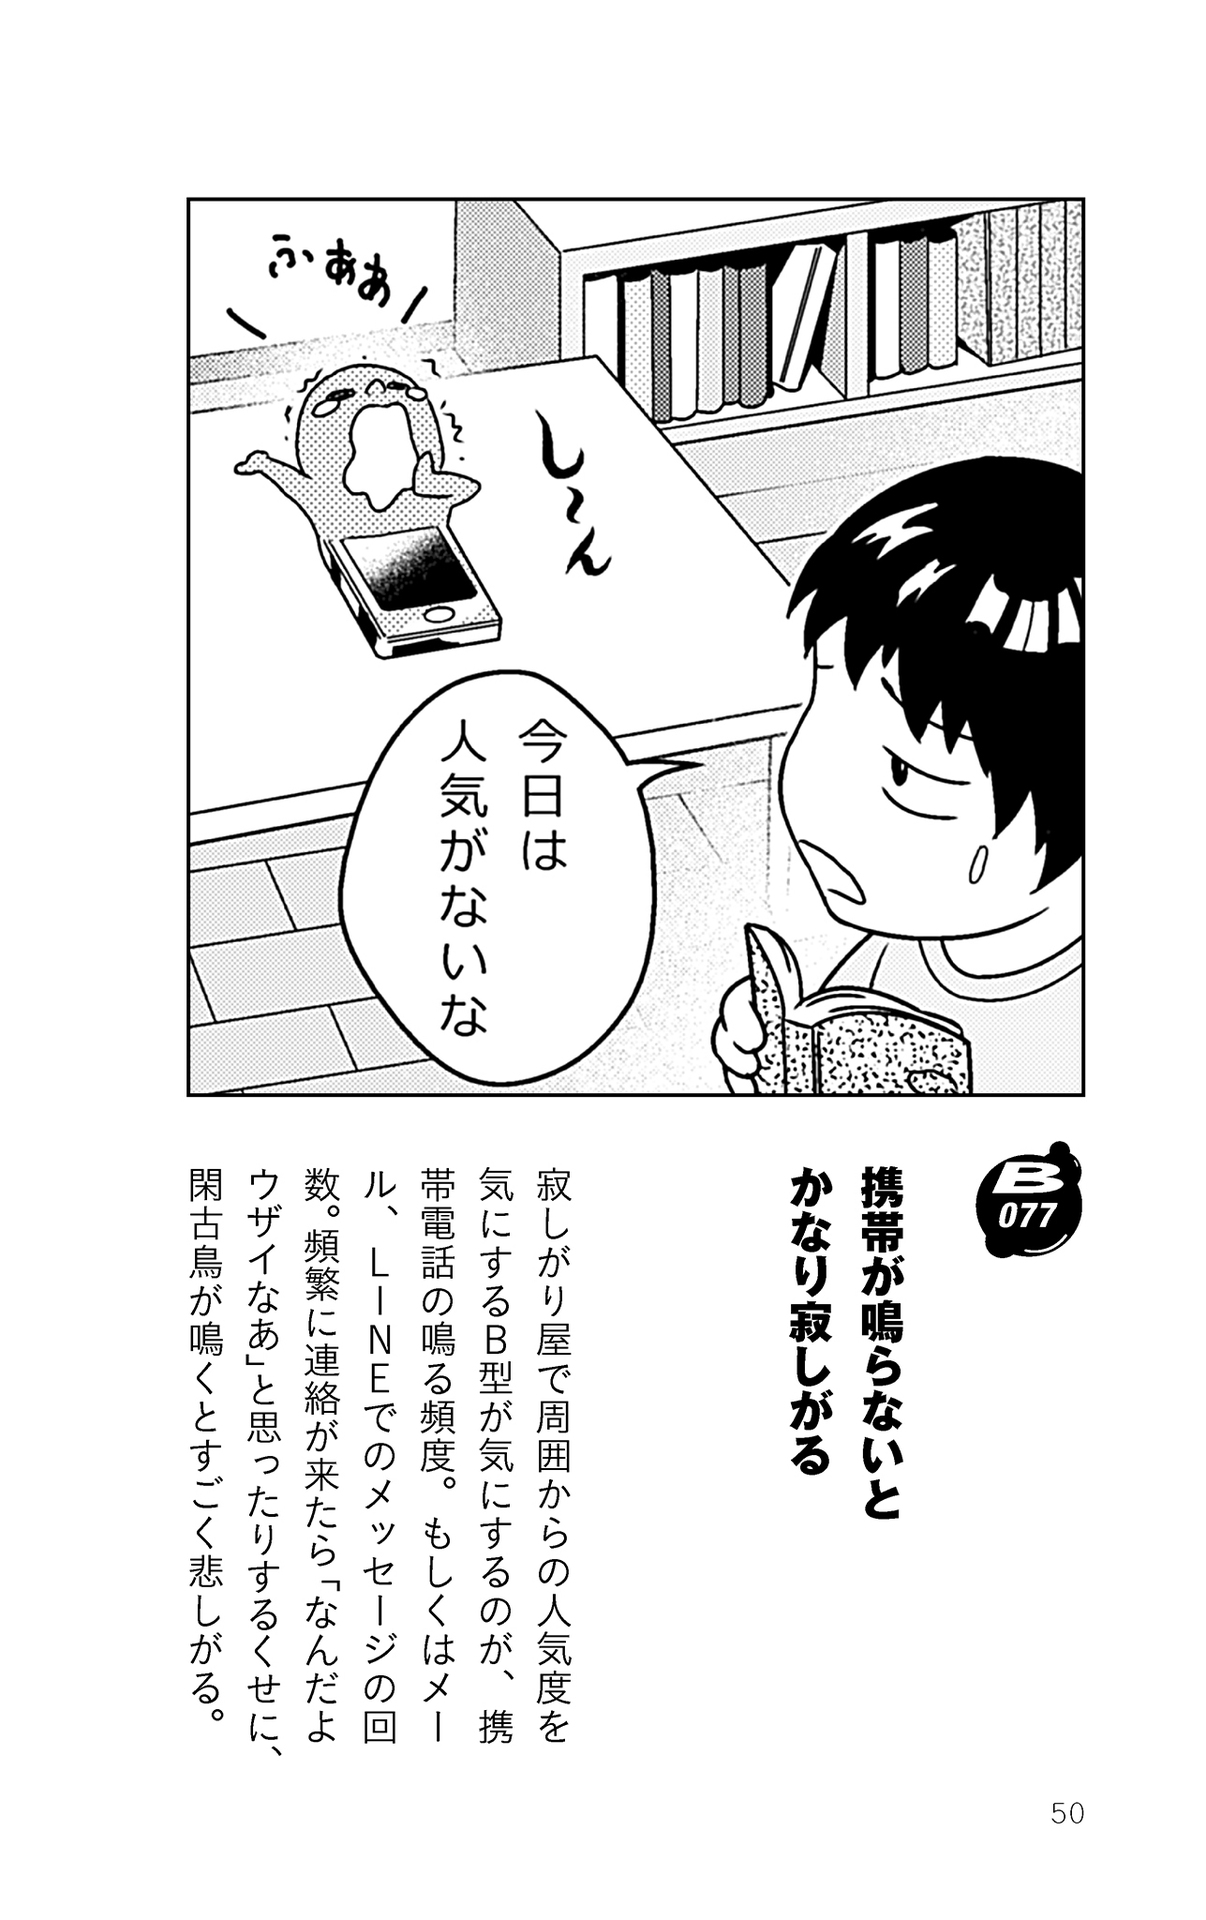 ふああ
し〜ん
今日は
人気がないな
B
077
携帯が鳴らないと
かなり寂しがる
寂しがり屋で周囲からの人気度を
気にするB型が気にするのが、携
帯電話の鳴る頻度。もしくはメー
ル、LINEでのメッセージの回
数。頻繁に連絡が来たら「なんだよ
ウザイなあ」と思ったりするくせに、
閑古鳥が鳴くとすごく悲しがる。
50